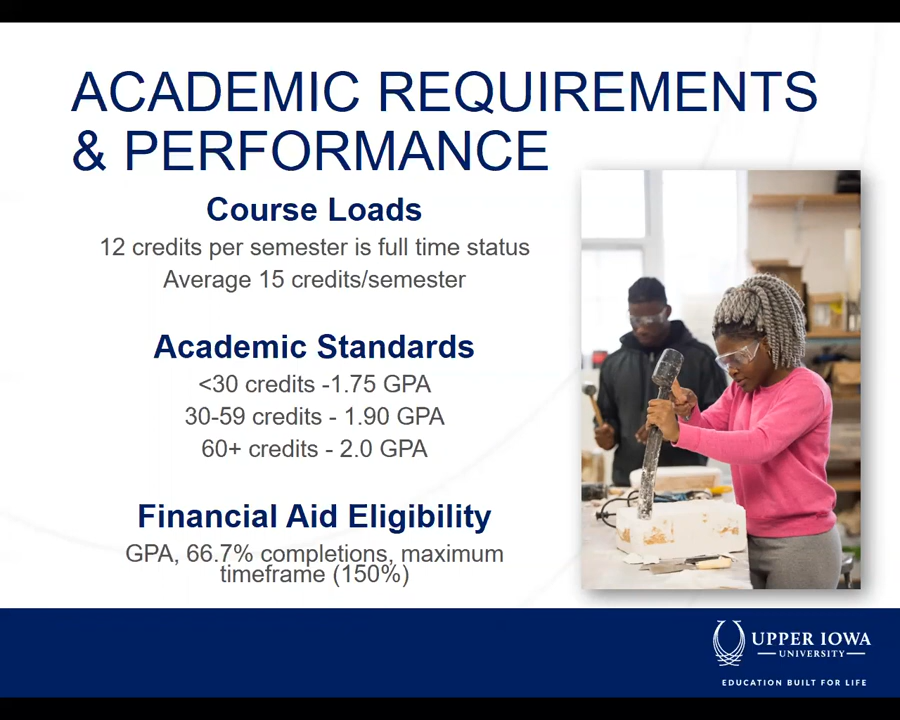 ACADEMIC REQUIREMENTS
& PERFORMANCE
Course Loads
12 credits per semester is full time status
Average 15 credits/semester
Academic Standards
<30 credits -1.75 GPA
30-59 credits - 1.90 GPA
60+ credits - 2.0 GPA
Financial Aid Eligibility
GPA, 66.7% completions, maximum
timeframe (150%)
UPPER IOWA
UNIVERSITY
EDUCATION BUILT FOR LIFE